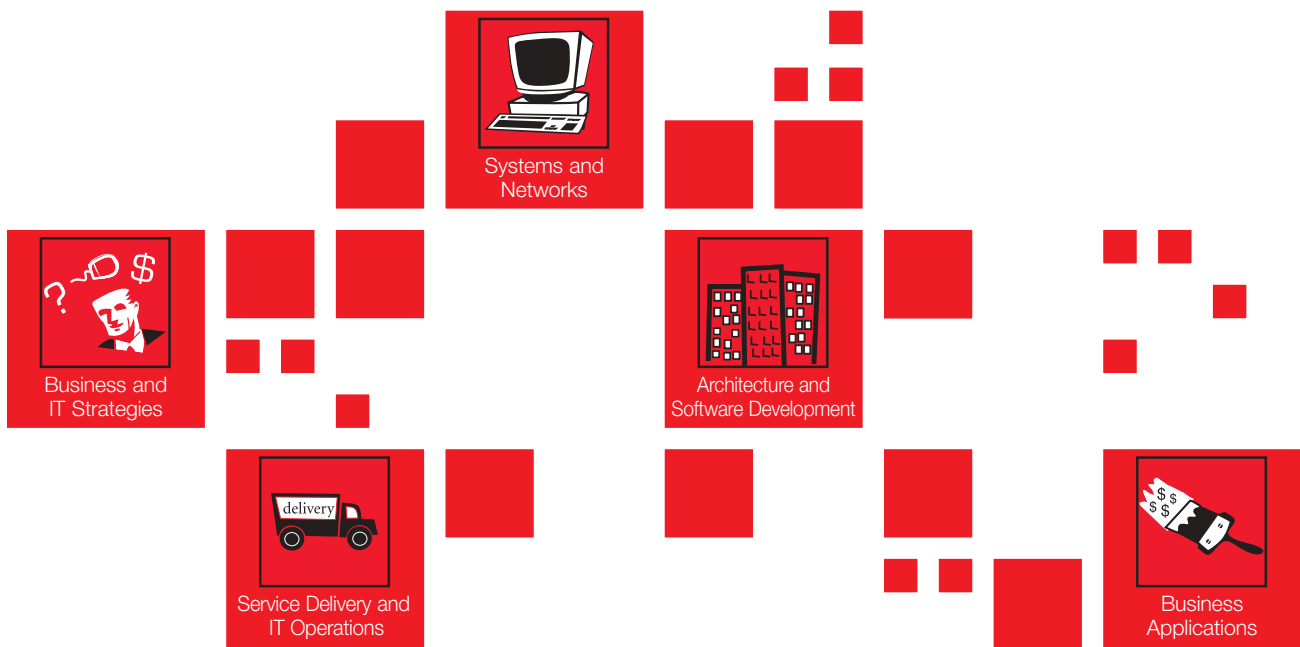 Systems and
Networks
?
$
Business and
IT Strategies
Architecture and
Software Development
delivery
Service Delivery and
IT Operations
$
$
$
$
Business
Applications